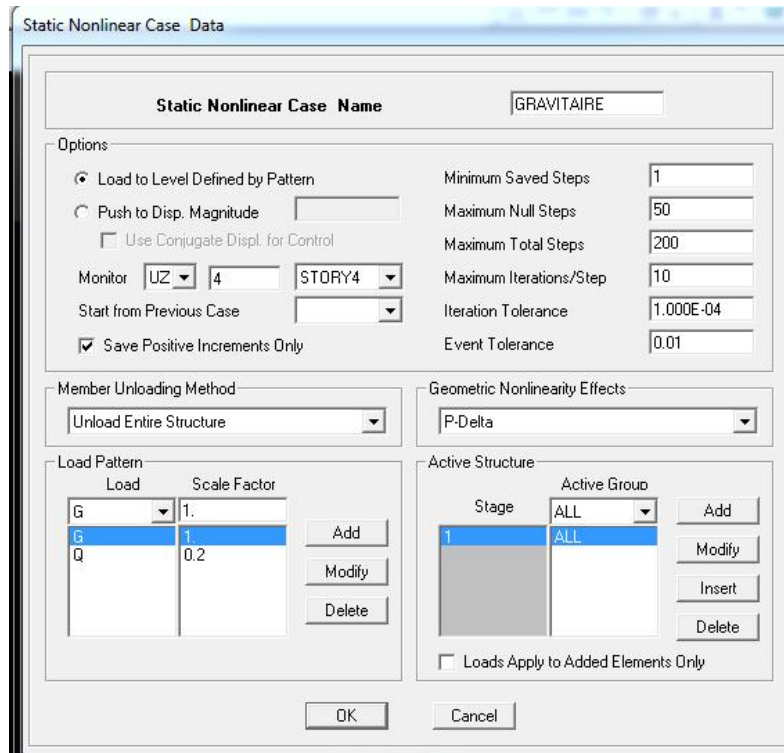 Static Nonlinear Case Data
Static Nonlinear Case Name
GRAVITAIRE
Options
Load to Level Defined by Pattern
Push to Disp. Magnitude
Use Conjugate Displ. for Control
Monitor UZ 4 STORY4
Start from Previous Case
Save Positive Increments Only
Minimum Saved Steps 1
Maximum Null Steps 50
Maximum Total Steps 200
Maximum Iterations/Step 10
Iteration Tolerance 1.000E-04
Event Tolerance 0.01
Member Unloading Method
Unload Entire Structure
Geometric Nonlinearity Effects
P-Delta
Load Pattern
Load Scale Factor
G 1.
G 1.
Q 0.2
Add
Modify
Delete
Active Structure
Active Group
Stage ALL
1 ALL
Add
Modify
Insert
Delete
Loads Apply to Added Elements Only
OK Cancel